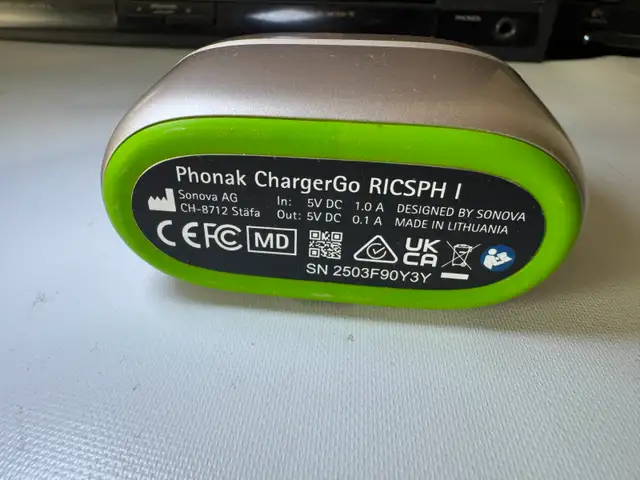 PHONES
Phonak ChargerGo RICSPH I
Sonova AG
CH-8712 Stäfa
In: 5V DC 1.0 A
Out: 5V DC 0.1 A
DESIGNED BY SONOVA
MADE IN LITHUANIA
CE FC MD UK CA
SN 2503F90Y3Y